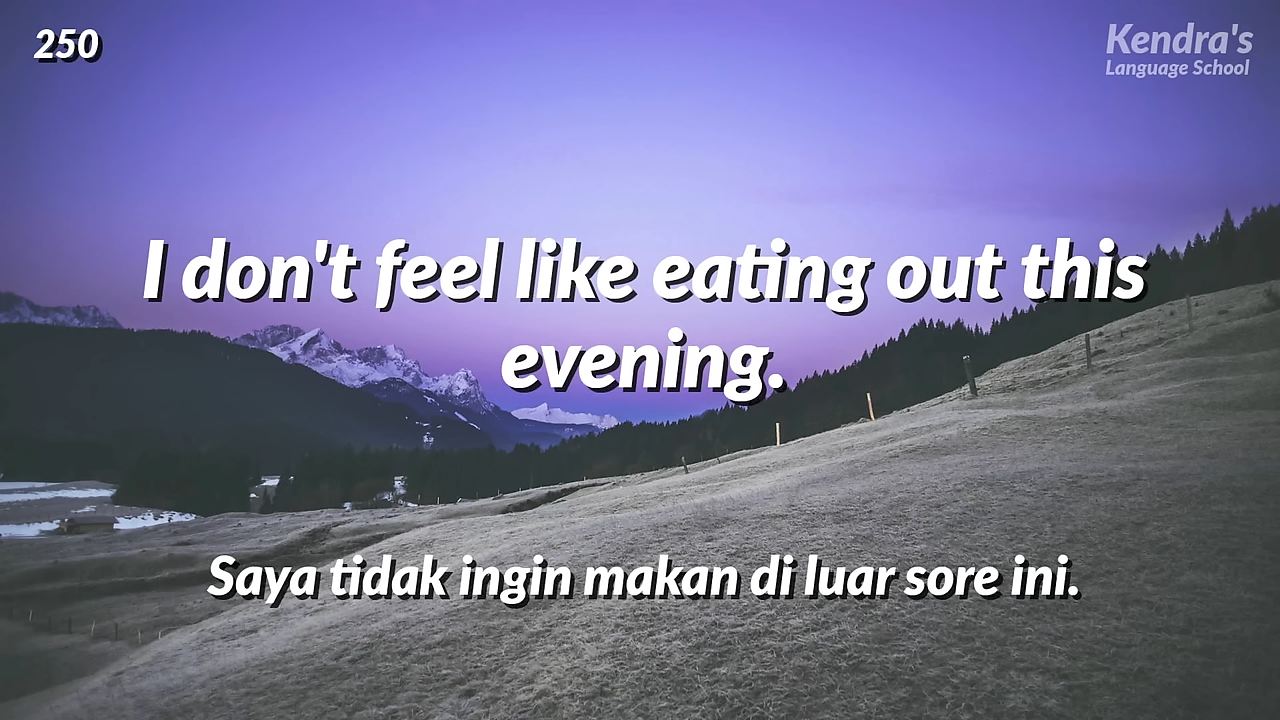 250
Kendra's
Language School
I don't feel like eating out this
evening.
Saya tidak ingin makan di luar sore ini.